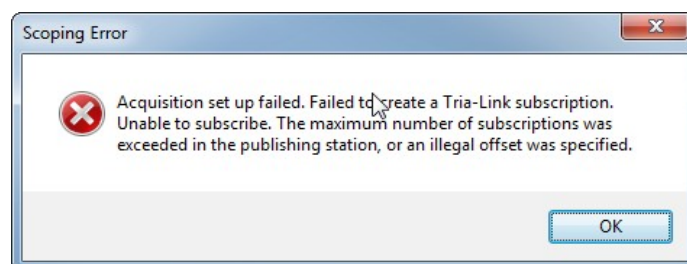 Scoping Error
Acquisition set up failed. Failed to create a Tria-Link subscription.
Unable to subscribe. The maximum number of subscriptions was
exceeded in the publishing station, or an illegal offset was specified.
OK